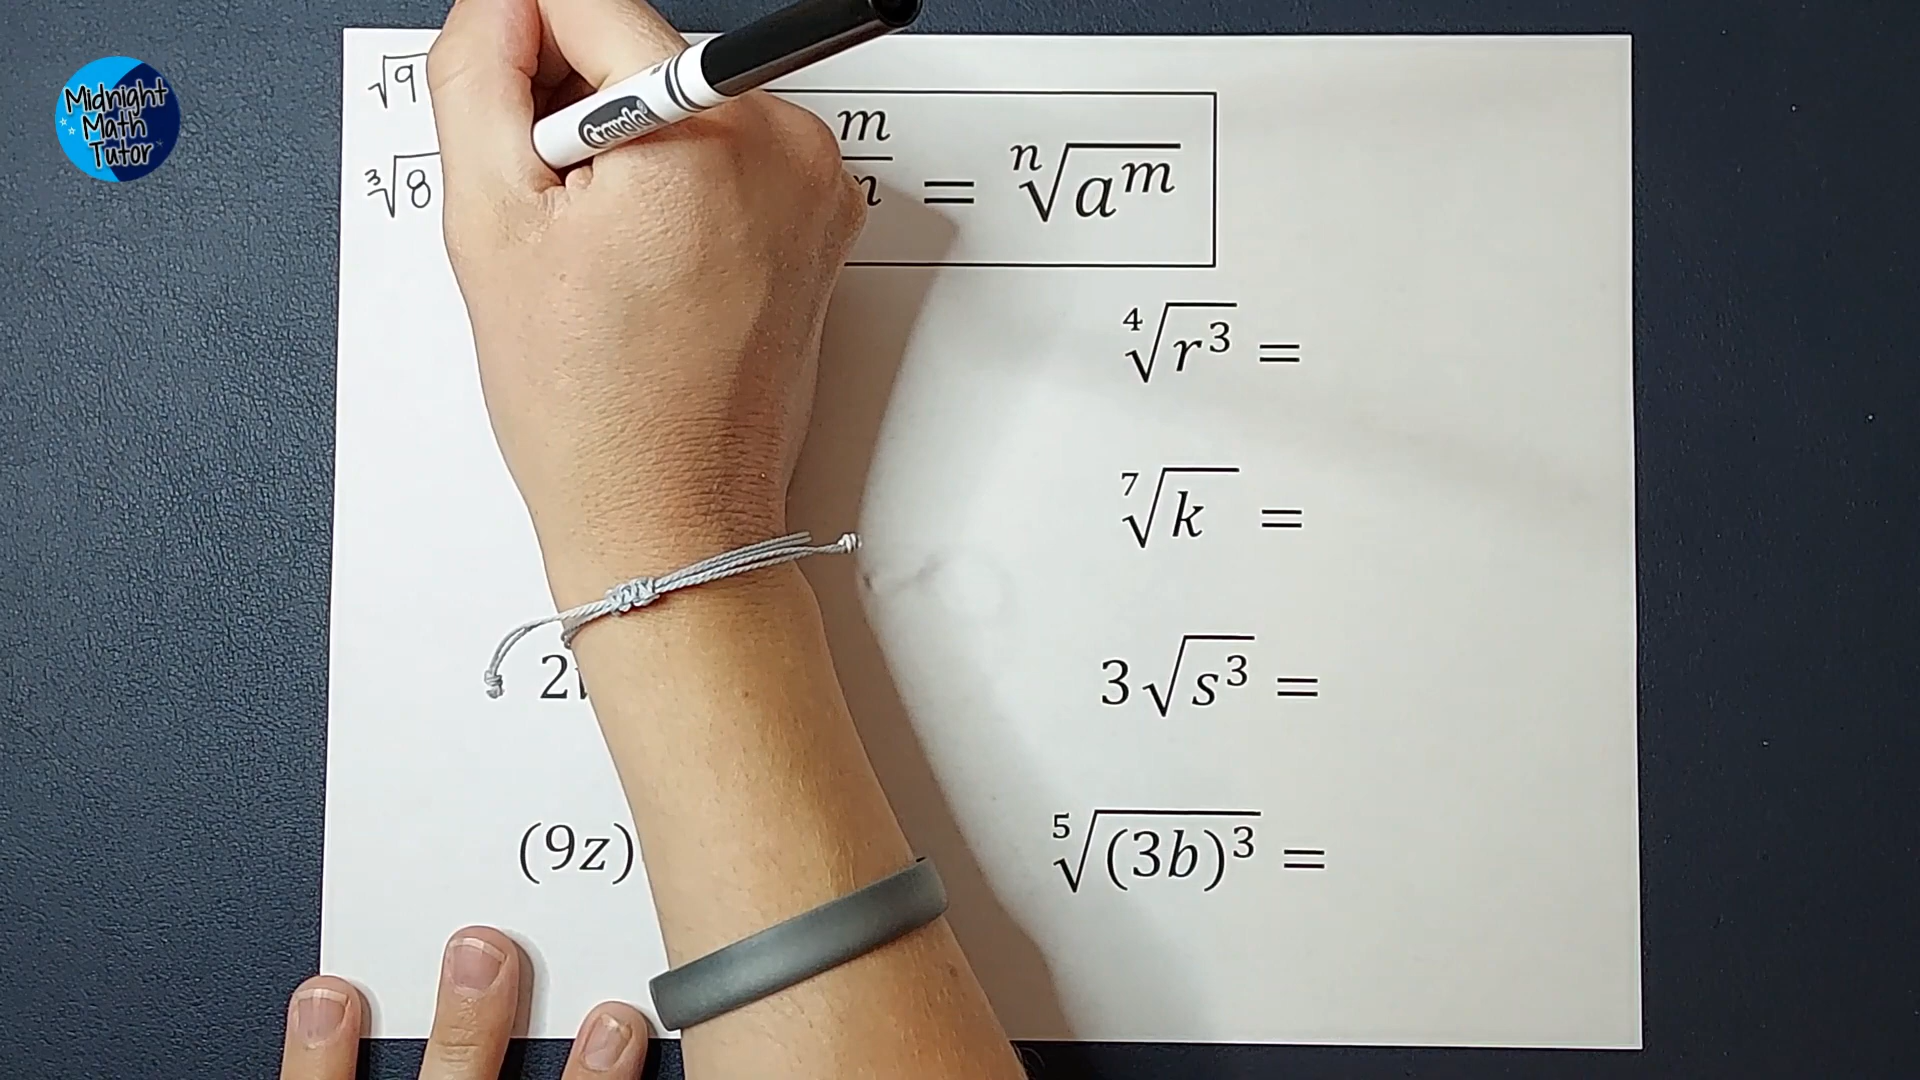 Midnight
Math
Tutor
√9
∛8
Crayola
m/n = ⁿ√aᵐ
⁴√r³ =
⁷√k =
2
3√s³ =
(9z)
⁵√(3b)³ =